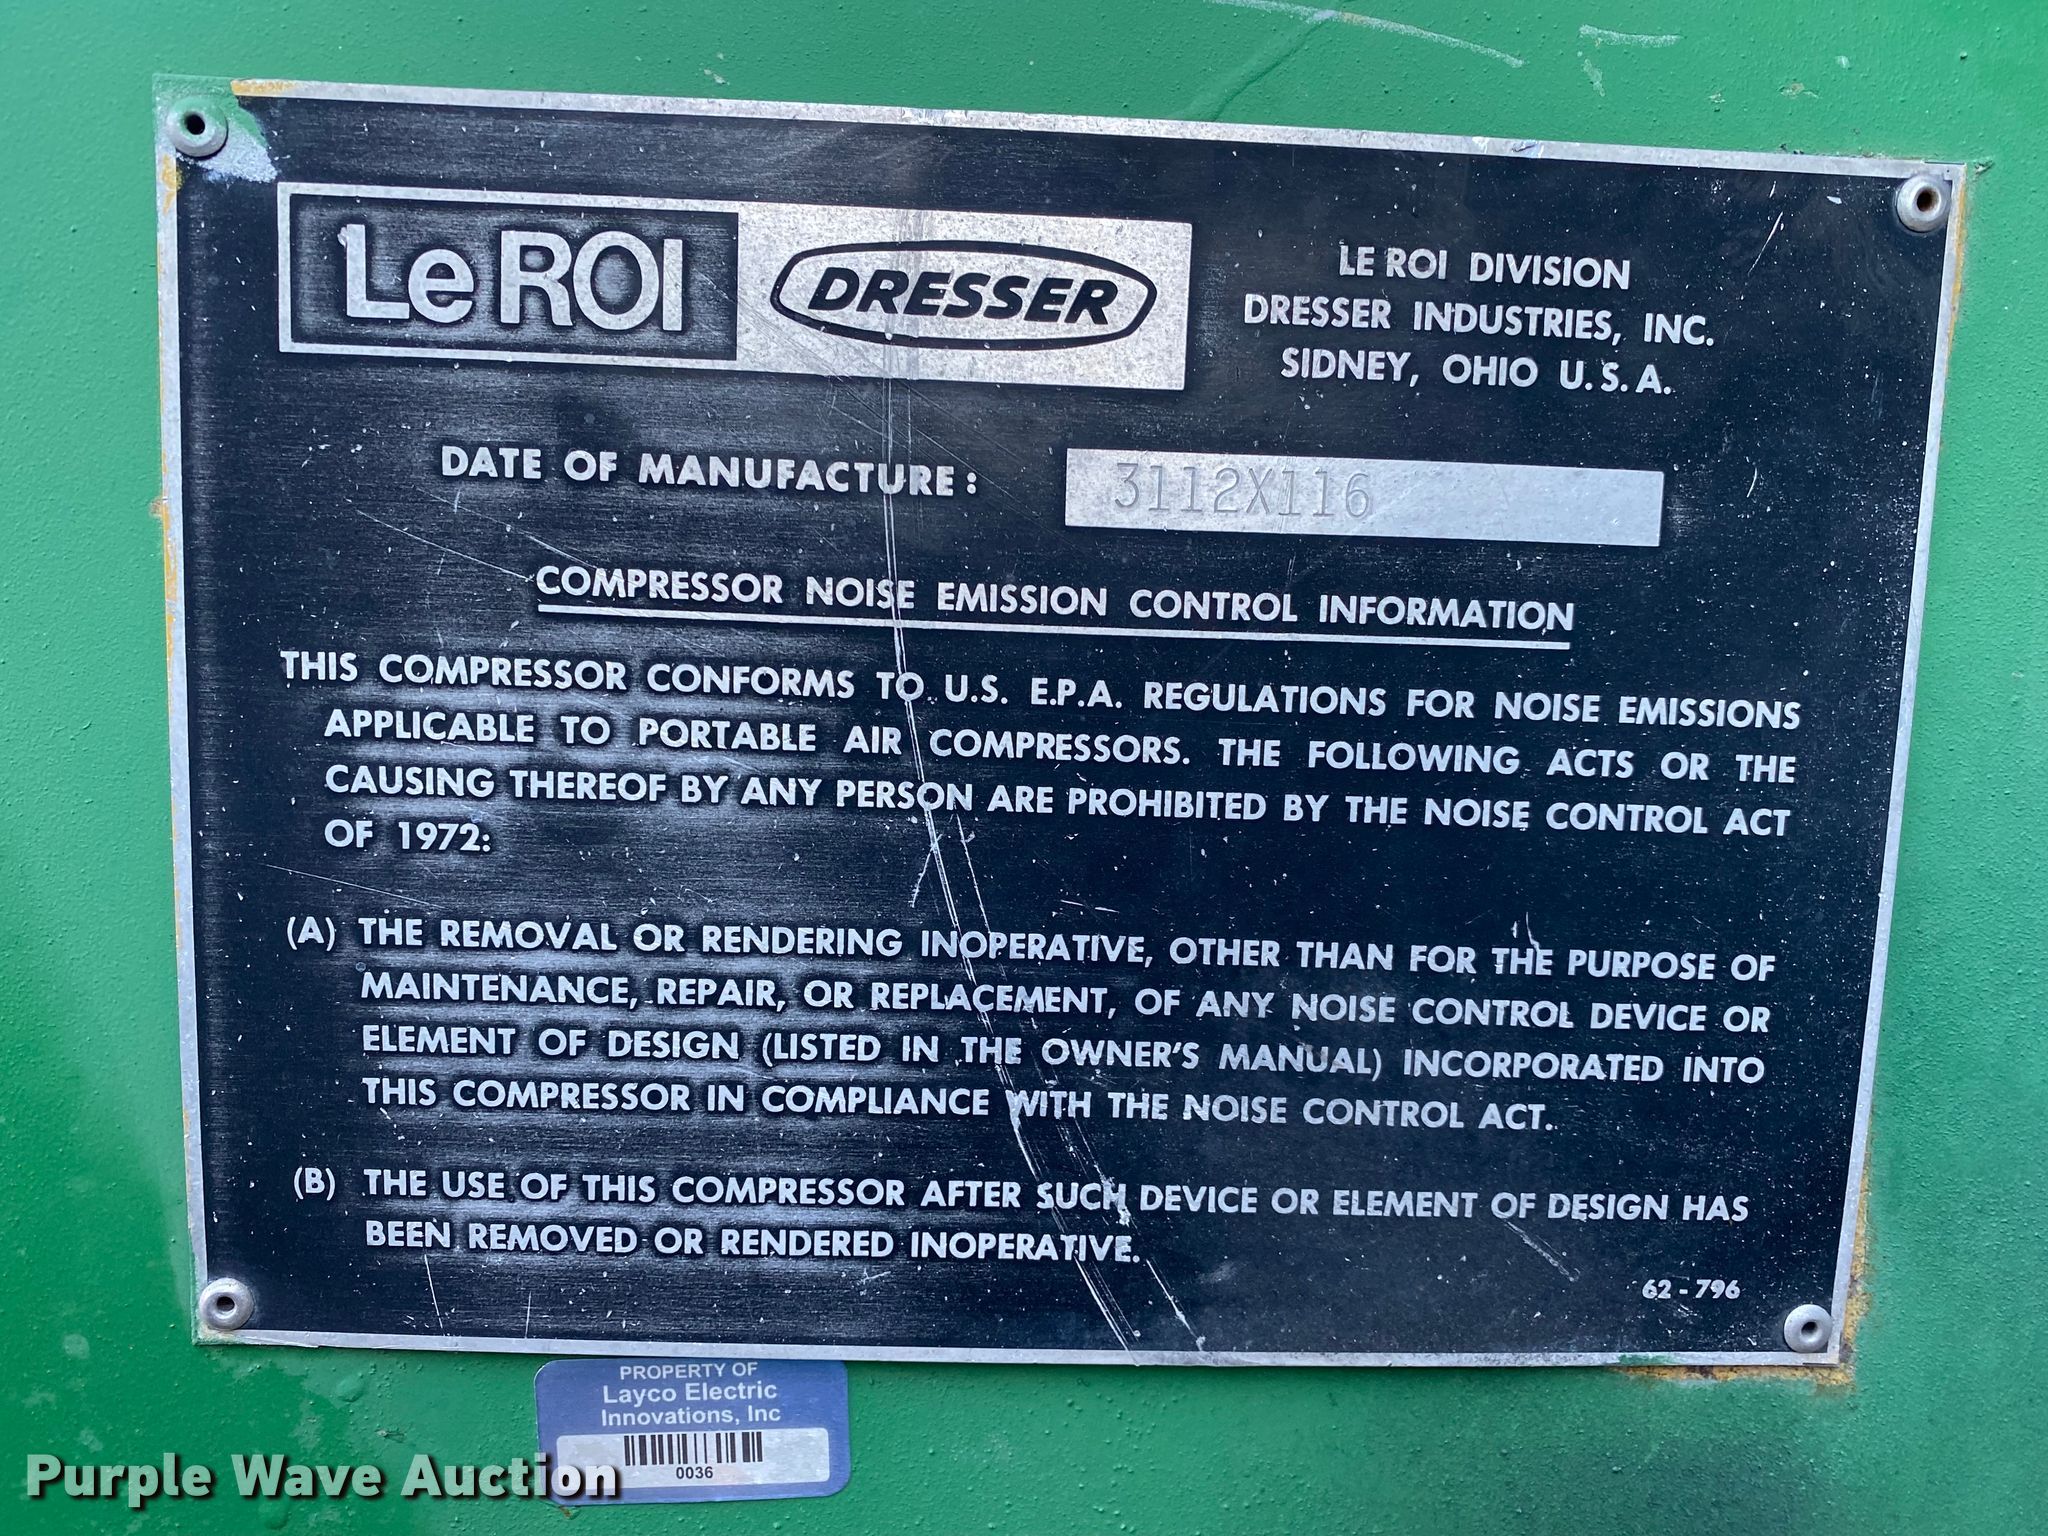 Le ROI DRESSER
LE ROI DIVISION
DRESSER INDUSTRIES, INC.
SIDNEY, OHIO U.S.A.
DATE OF MANUFACTURE: 3112X116
COMPRESSOR NOISE EMISSION CONTROL INFORMATION
THIS COMPRESSOR CONFORMS TO U.S. E.P.A. REGULATIONS FOR NOISE EMISSIONS
APPLICABLE TO PORTABLE AIR COMPRESSORS. THE FOLLOWING ACTS OR THE
CAUSING THEREOF BY ANY PERSON ARE PROHIBITED BY THE NOISE CONTROL ACT
OF 1972:
(A) THE REMOVAL OR RENDERING INOPERATIVE, OTHER THAN FOR THE PURPOSE OF
MAINTENANCE, REPAIR, OR REPLACEMENT, OF ANY NOISE CONTROL DEVICE OR
ELEMENT OF DESIGN (LISTED IN THE OWNER'S MANUAL) INCORPORATED INTO
THIS COMPRESSOR IN COMPLIANCE WITH THE NOISE CONTROL ACT.
(B) THE USE OF THIS COMPRESSOR AFTER SUCH DEVICE OR ELEMENT OF DESIGN HAS
BEEN REMOVED OR RENDERED INOPERATIVE.
62-796
PROPERTY OF
Layco Electric
Innovations, Inc
0036
Purple Wave Auction